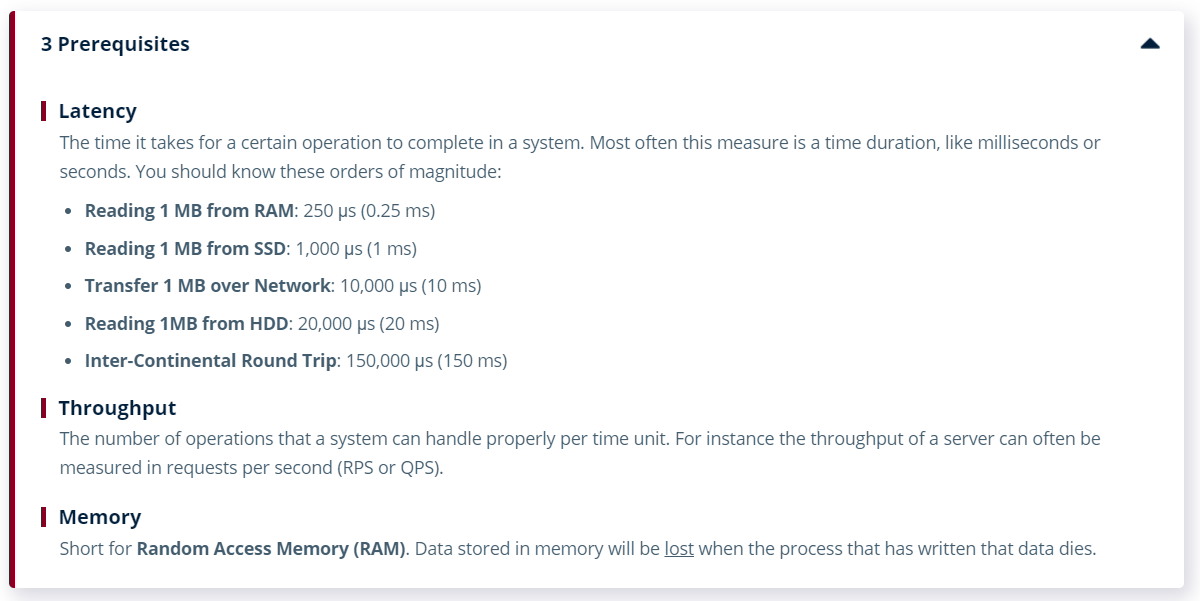 3 Prerequisites
Latency
The time it takes for a certain operation to complete in a system. Most often this measure is a time duration, like milliseconds or
seconds. You should know these orders of magnitude:
• Reading 1 MB from RAM: 250 μs (0.25 ms)
• Reading 1 MB from SSD: 1,000 μs (1 ms)
• Transfer 1 MB over Network: 10,000 μs (10 ms)
• Reading 1MB from HDD: 20,000 μs (20 ms)
• Inter-Continental Round Trip: 150,000 μs (150 ms)
Throughput
The number of operations that a system can handle properly per time unit. For instance the throughput of a server can often be
measured in requests per second (RPS or QPS).
Memory
Short for Random Access Memory (RAM). Data stored in memory will be lost when the process that has written that data dies.